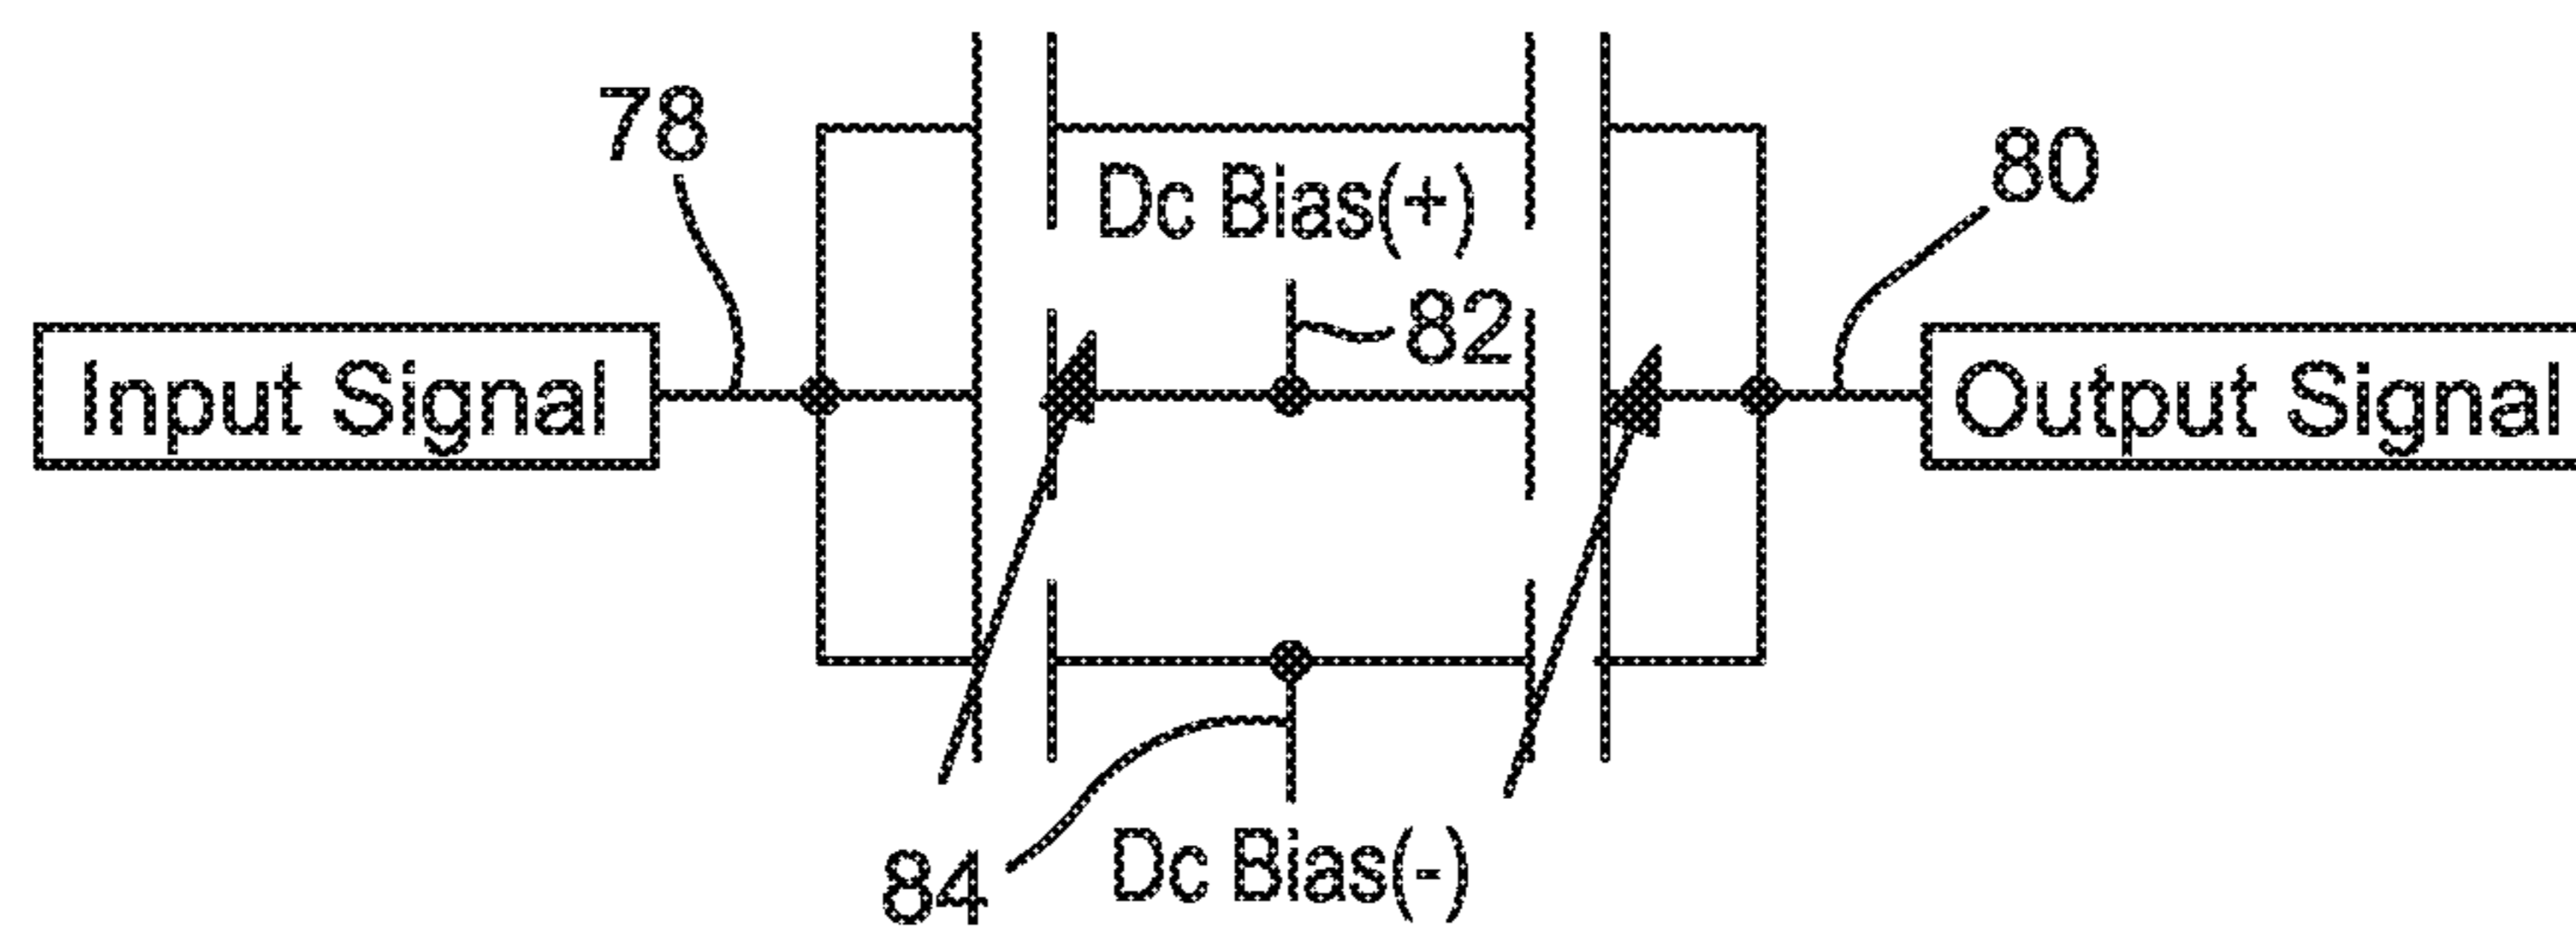 78
80
Dc Bias(+)
82
Input Signal
Output Signal
84
Dc Bias(-)